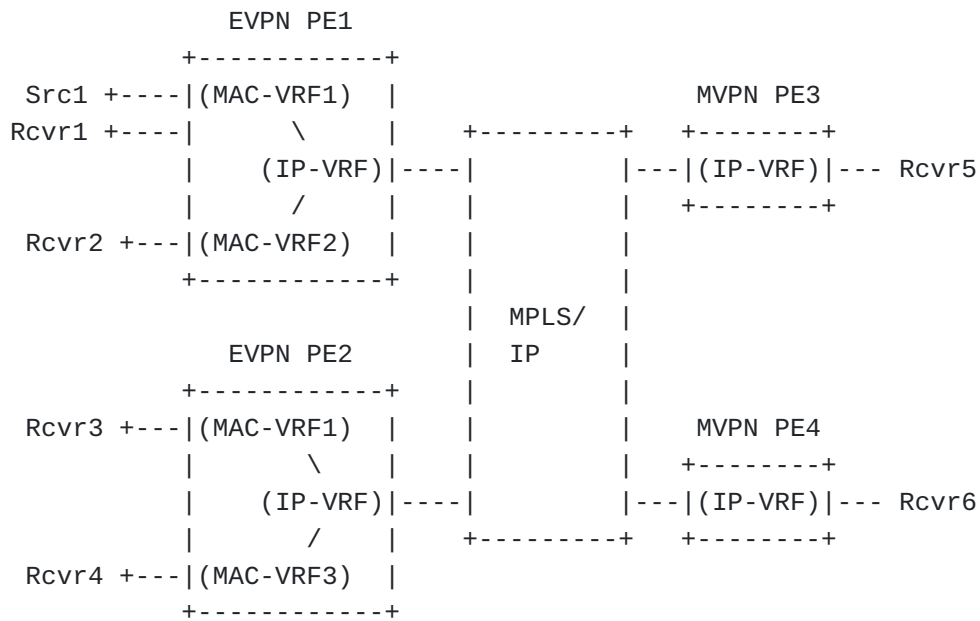 EVPN PE1
+------------+
Src1 +----|(MAC-VRF1) | MVPN PE3
Rcvr1 +----| \ | +---------+ +--------+
| (IP-VRF)|----| |---|(IP-VRF)|--- Rcvr5
| / | | | +--------+
Rcvr2 +---|(MAC-VRF2) | | |
+------------+ | |
| MPLS/ |
EVPN PE2 | IP |
+------------+ | |
Rcvr3 +---|(MAC-VRF1) | | | MVPN PE4
| \ | | | +--------+
| (IP-VRF)|----| |---|(IP-VRF)|--- Rcvr6
| / | +---------+ +--------+
Rcvr4 +---|(MAC-VRF3) |
+------------+